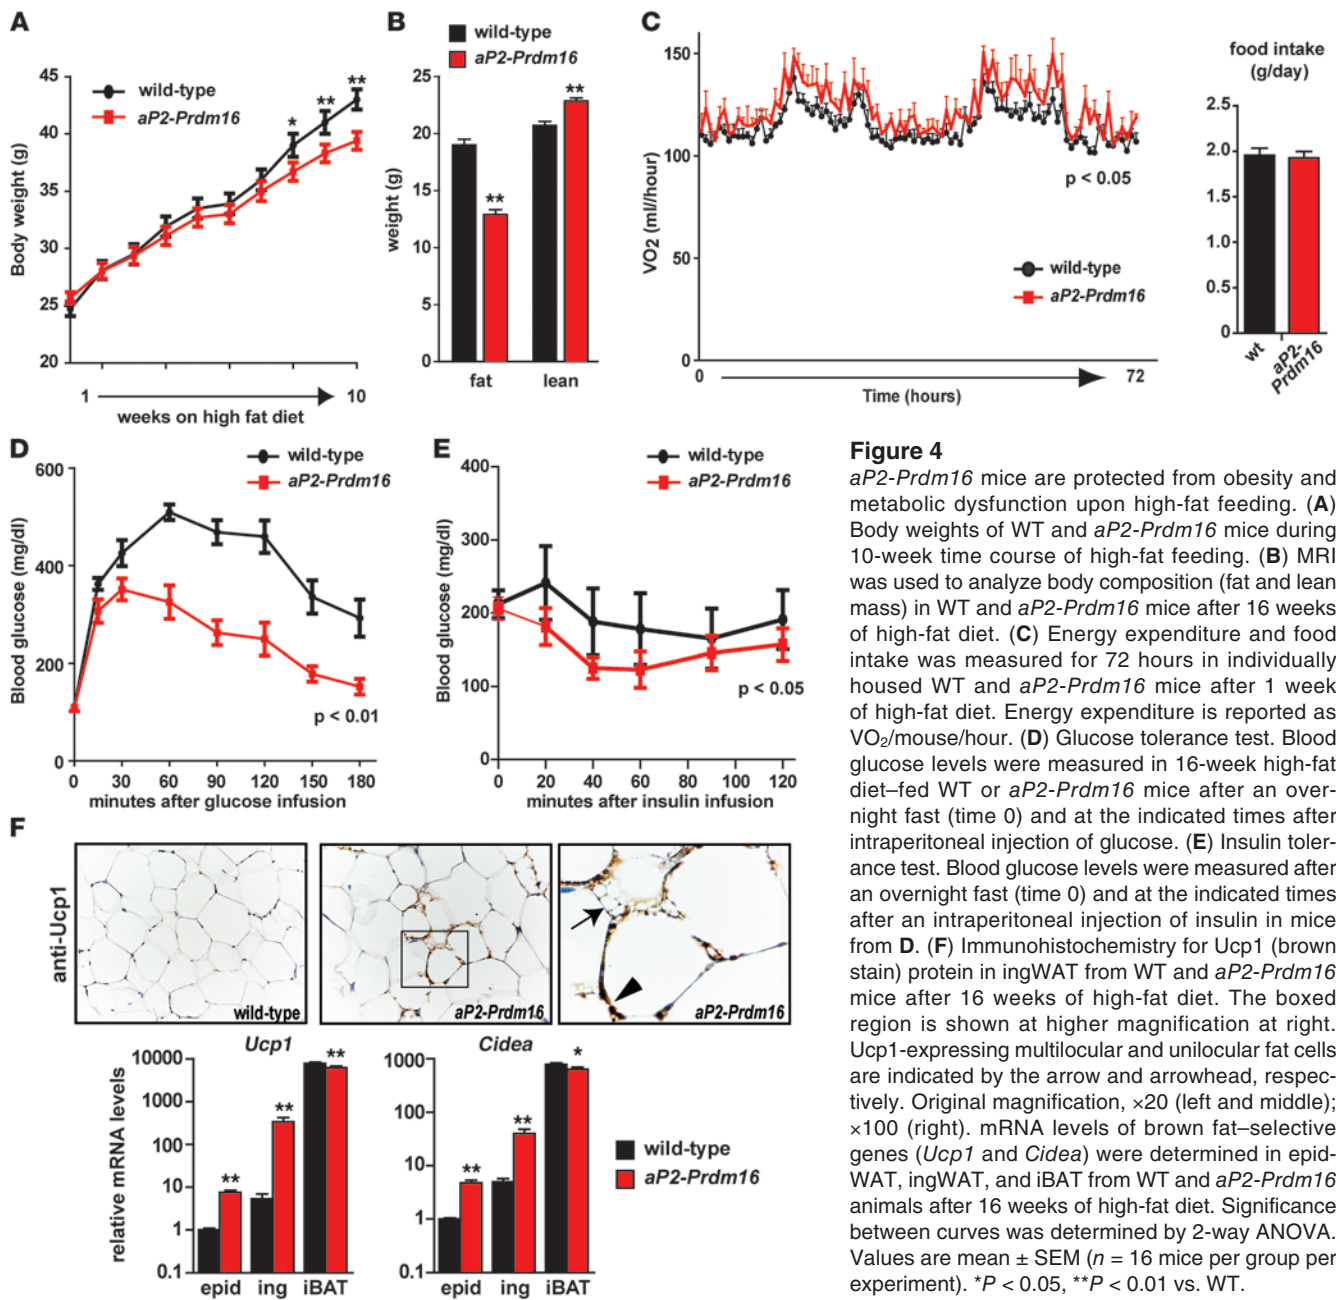 A
wild-type
aP2-Prdm16
Body weight (g)
45
40
35
30
25
20
*
**
**
1
10
weeks on high fat diet
B
wild-type
aP2-Prdm16
weight (g)
25
20
15
10
5
0
**
**
fat
lean
C
150
100
50
0
VO2 (ml/hour)
p < 0.05
wild-type
aP2-Prdm16
0
72
Time (hours)
food intake
(g/day)
2.5
2.0
1.5
1.0
0.5
0
wt
aP2-
Prdm16
D
wild-type
aP2-Prdm16
Blood glucose (mg/dl)
600
400
200
0
p < 0.01
0 30 60 90 120 150 180
minutes after glucose infusion
E
wild-type
aP2-Prdm16
Blood glucose (mg/dl)
400
300
200
100
0
p < 0.05
0 20 40 60 80 100 120
minutes after insulin infusion
F
anti-Ucp1
wild-type
aP2-Prdm16
aP2-Prdm16
Ucp1
relative mRNA levels
10000
1000
100
10
1
0.1
**
**
**
epid ing iBAT
Cidea
1000
100
10
1
0.1
**
**
*
epid ing iBAT
wild-type
aP2-Prdm16
Figure 4
aP2-Prdm16 mice are protected from obesity and
metabolic dysfunction upon high-fat feeding. (A)
Body weights of WT and aP2-Prdm16 mice during
10-week time course of high-fat feeding. (B) MRI
was used to analyze body composition (fat and lean
mass) in WT and aP2-Prdm16 mice after 16 weeks
of high-fat diet. (C) Energy expenditure and food
intake was measured for 72 hours in individually
housed WT and aP2-Prdm16 mice after 1 week
of high-fat diet. Energy expenditure is reported as
VO2/mouse/hour. (D) Glucose tolerance test. Blood
glucose levels were measured in 16-week high-fat
diet–fed WT or aP2-Prdm16 mice after an over-
night fast (time 0) and at the indicated times after
intraperitoneal injection of glucose. (E) Insulin toler-
ance test. Blood glucose levels were measured after
an overnight fast (time 0) and at the indicated times
after an intraperitoneal injection of insulin in mice
from D. (F) Immunohistochemistry for Ucp1 (brown
stain) protein in ingWAT from WT and aP2-Prdm16
mice after 16 weeks of high-fat diet. The boxed
region is shown at higher magnification at right.
Ucp1-expressing multilocular and unilocular fat cells
are indicated by the arrow and arrowhead, respec-
tively. Original magnification, ×20 (left and middle);
×100 (right). mRNA levels of brown fat–selective
genes (Ucp1 and Cidea) were determined in epid-
WAT, ingWAT, and iBAT from WT and aP2-Prdm16
animals after 16 weeks of high-fat diet. Significance
between curves was determined by 2-way ANOVA.
Values are mean ± SEM (n = 16 mice per group per
experiment). *P < 0.05, **P < 0.01 vs. WT.